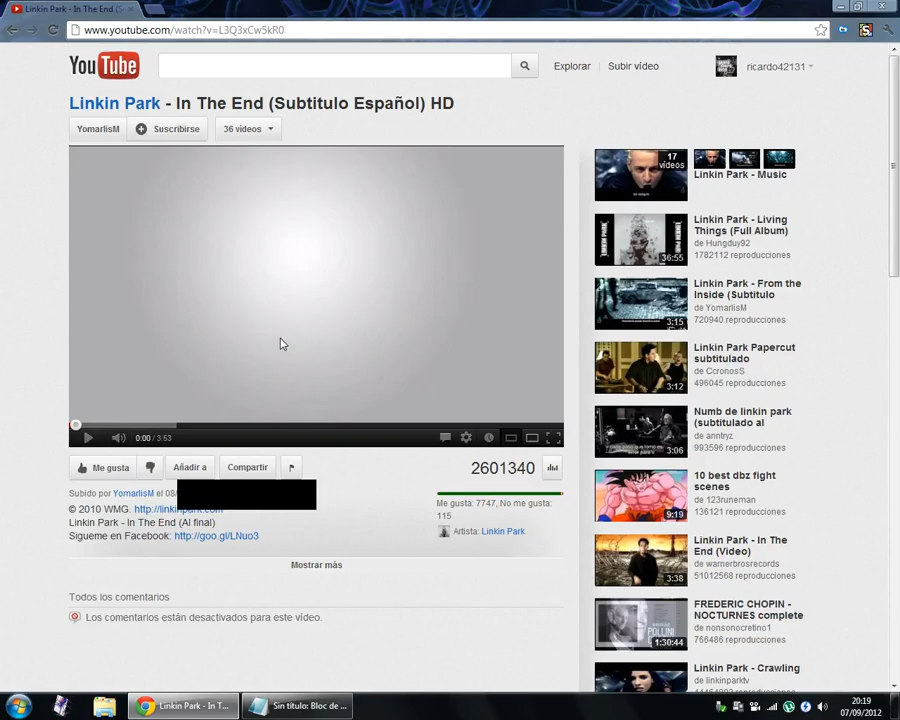 Linkin Park - In The End (S
www.youtube.com/watch?v=L3Q3xCw5kR0
YouTube
Explorar
Subir vídeo
ricardo42131
Linkin Park - In The End (Subtitulo Español) HD
YomarlisM
Suscribirse
36 videos
0:00 / 3:53
Me gusta
Añadir a
Compartir
2601340
Subido por YomarlisM el 08/
© 2010 WMG. http://linkinpark.com
Linkin Park - In The End (Al final)
Sigueme en Facebook: http://goo.gl/LNuo3
Me gusta: 7747, No me gusta:
115
Artista: Linkin Park
Mostrar más
Todos los comentarios
Los comentarios están desactivados para este vídeo.
17
vídeos
Linkin Park - Music
36:55
Linkin Park - Living
Things (Full Album)
de Hungduy92
1782112 reproducciones
3:15
Linkin Park - From the
Inside (Subtitulo
de YomarlisM
720940 reproducciones
3:12
Linkin Park Papercut
subtitulado
de CcronosS
496045 reproducciones
3:06
Numb de linkin park
(subtitulado al
de anntryz
993596 reproducciones
9:19
10 best dbz fight
scenes
de 123runeman
136121 reproducciones
3:38
Linkin Park - In The
End (Video)
de warnerbrosrecords
51012568 reproducciones
POLLINI
1:30:44
FREDERIC CHOPIN -
NOCTURNES complete
de nonsonocretino1
766486 reproducciones
Linkin Park - Crawling
de linkinparktv
Linkin Park - In T...
Sin título: Bloc de ...
20:19
07/09/2012